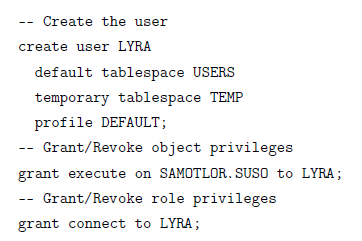 -- Create the user
create user LYRA
  default tablespace USERS
  temporary tablespace TEMP
  profile DEFAULT;
-- Grant/Revoke object privileges
grant execute on SAMOTLOR.SUSO to LYRA;
-- Grant/Revoke role privileges
grant connect to LYRA;